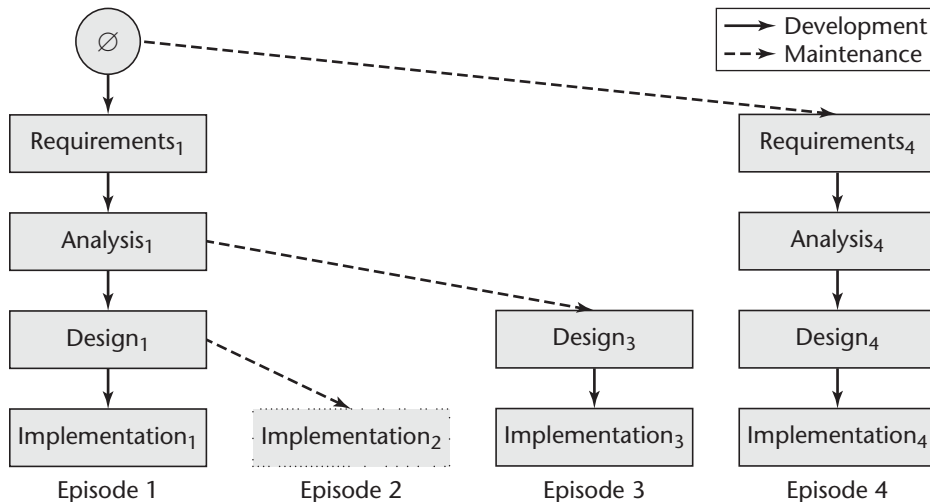 ∅
Development
Maintenance
Requirements₁
Requirements₄
Analysis₁
Analysis₄
Design₁
Design₃
Design₄
Implementation₁
Implementation₂
Implementation₃
Implementation₄
Episode 1
Episode 2
Episode 3
Episode 4